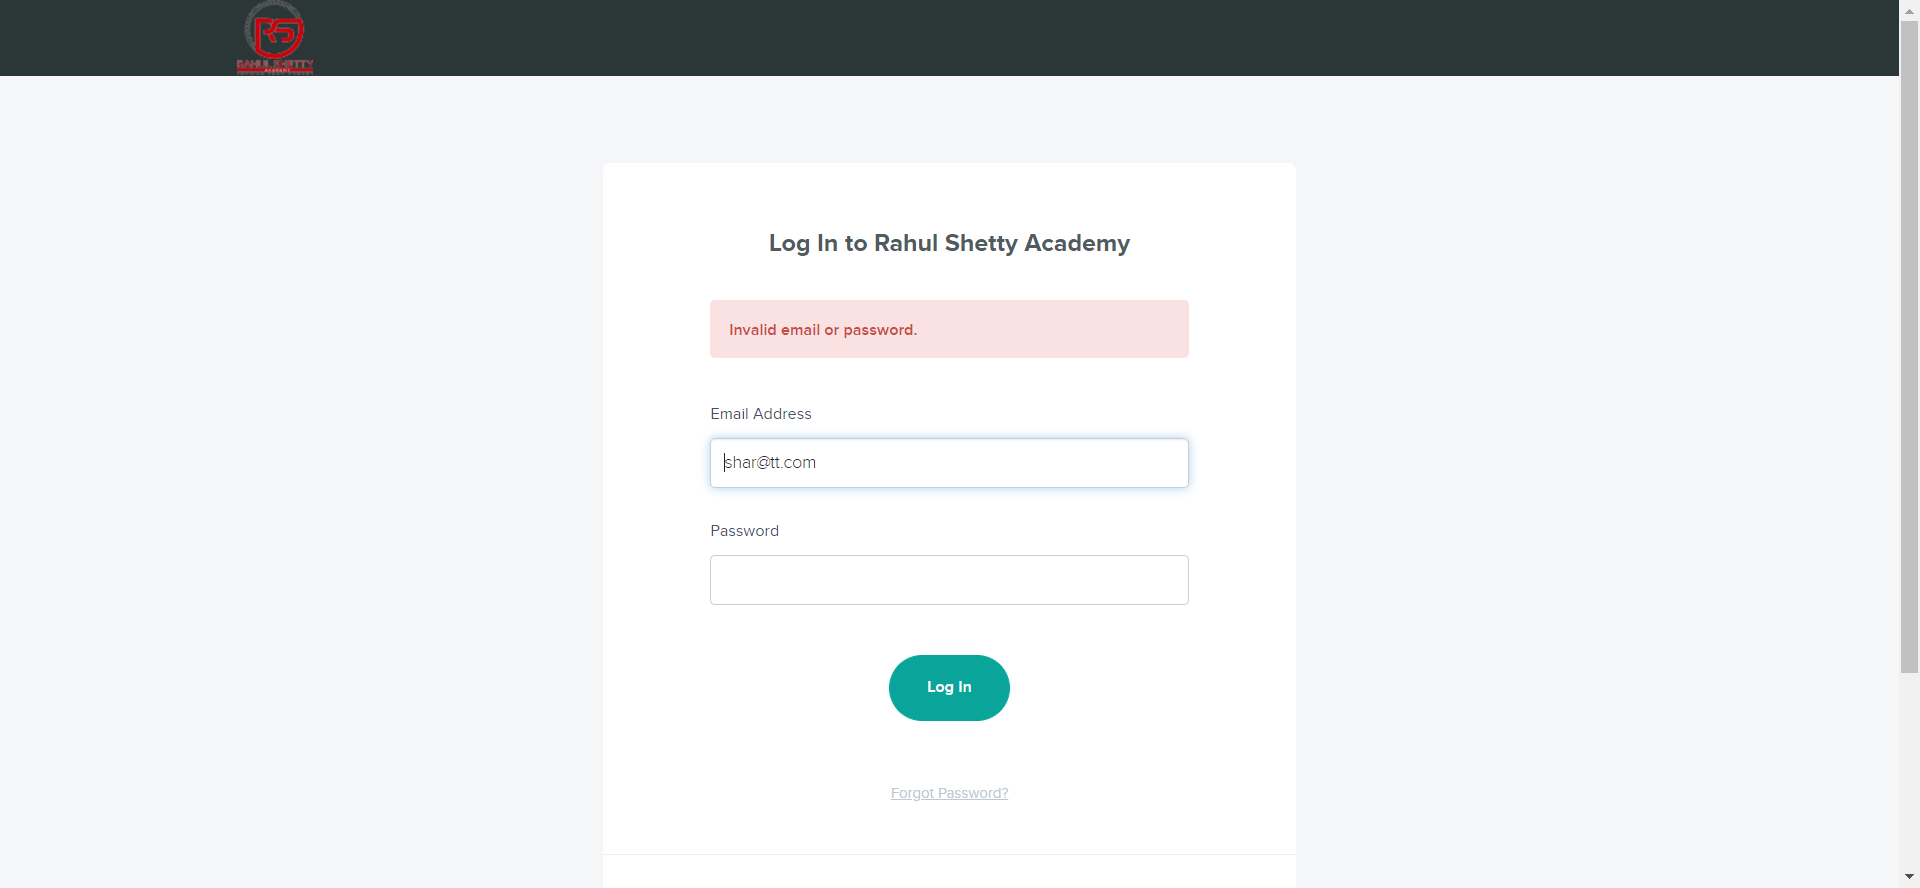 RS
RAHUL SHETTY
ACADEMY
Log In to Rahul Shetty Academy
Invalid email or password.
Email Address
shar@tt.com
Password
Log In
Forgot Password?